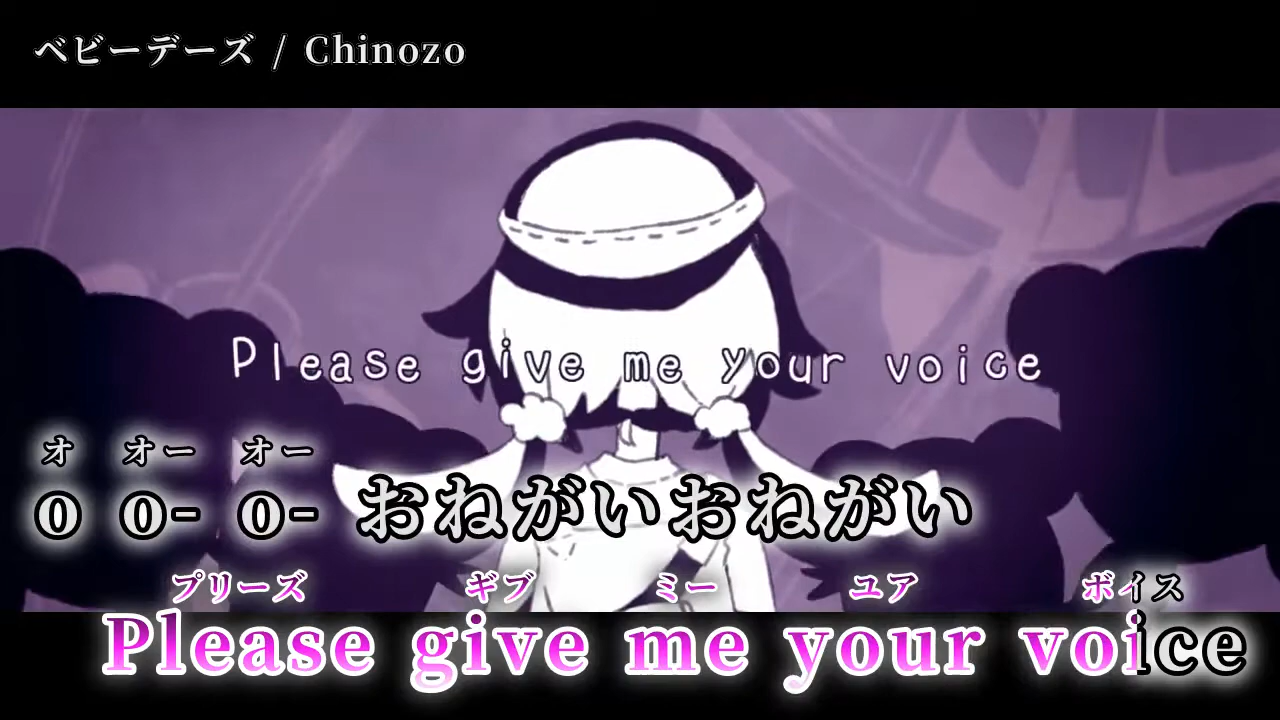 ベビーデーズ / Chinozo
Please give me your voice
オ オー オー
o o- o- おねがいおねがい
プリーズ ギブ ミー ユア ボイス
Please give me your voice